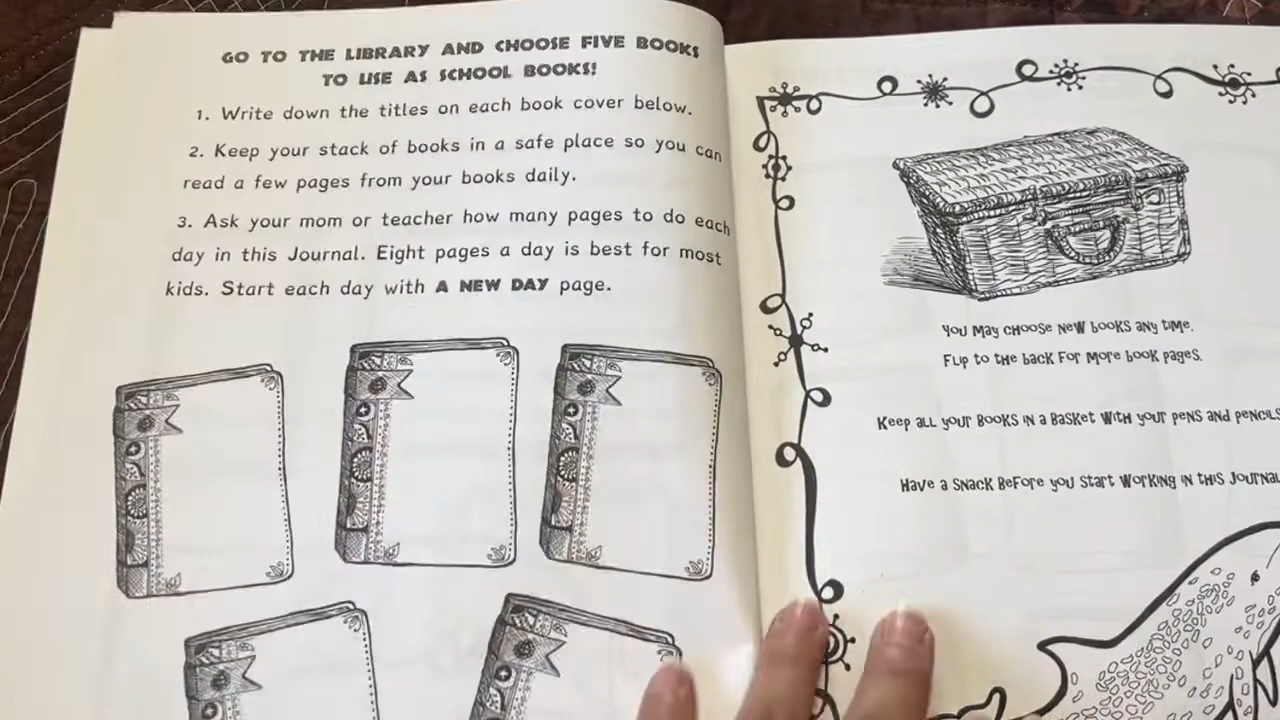 GO TO THE LIBRARY AND CHOOSE FIVE BOOKS
TO USE AS SCHOOL BOOKS!
1. Write down the titles on each book cover below.
2. Keep your stack of books in a safe place so you can
read a few pages from your books daily.
3. Ask your mom or teacher how many pages to do each
day in this Journal. Eight pages a day is best for most
kids. Start each day with A NEW DAY page.
You May CHoose New Books any time.
Flip to the back For More Book pages.
Keep all your Books in a Basket with your pens and pencils
Have a snack Before you start working in this Journal